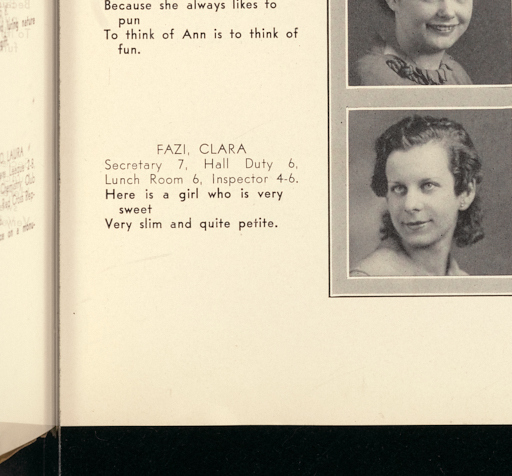 Because she always likes to
pun
To think of Ann is to think of
fun.
FAZI, CLARA
Secretary 7, Hall Duty 6,
Lunch Room 6, Inspector 4-6.
Here is a girl who is very
sweet
Very slim and quite petite.